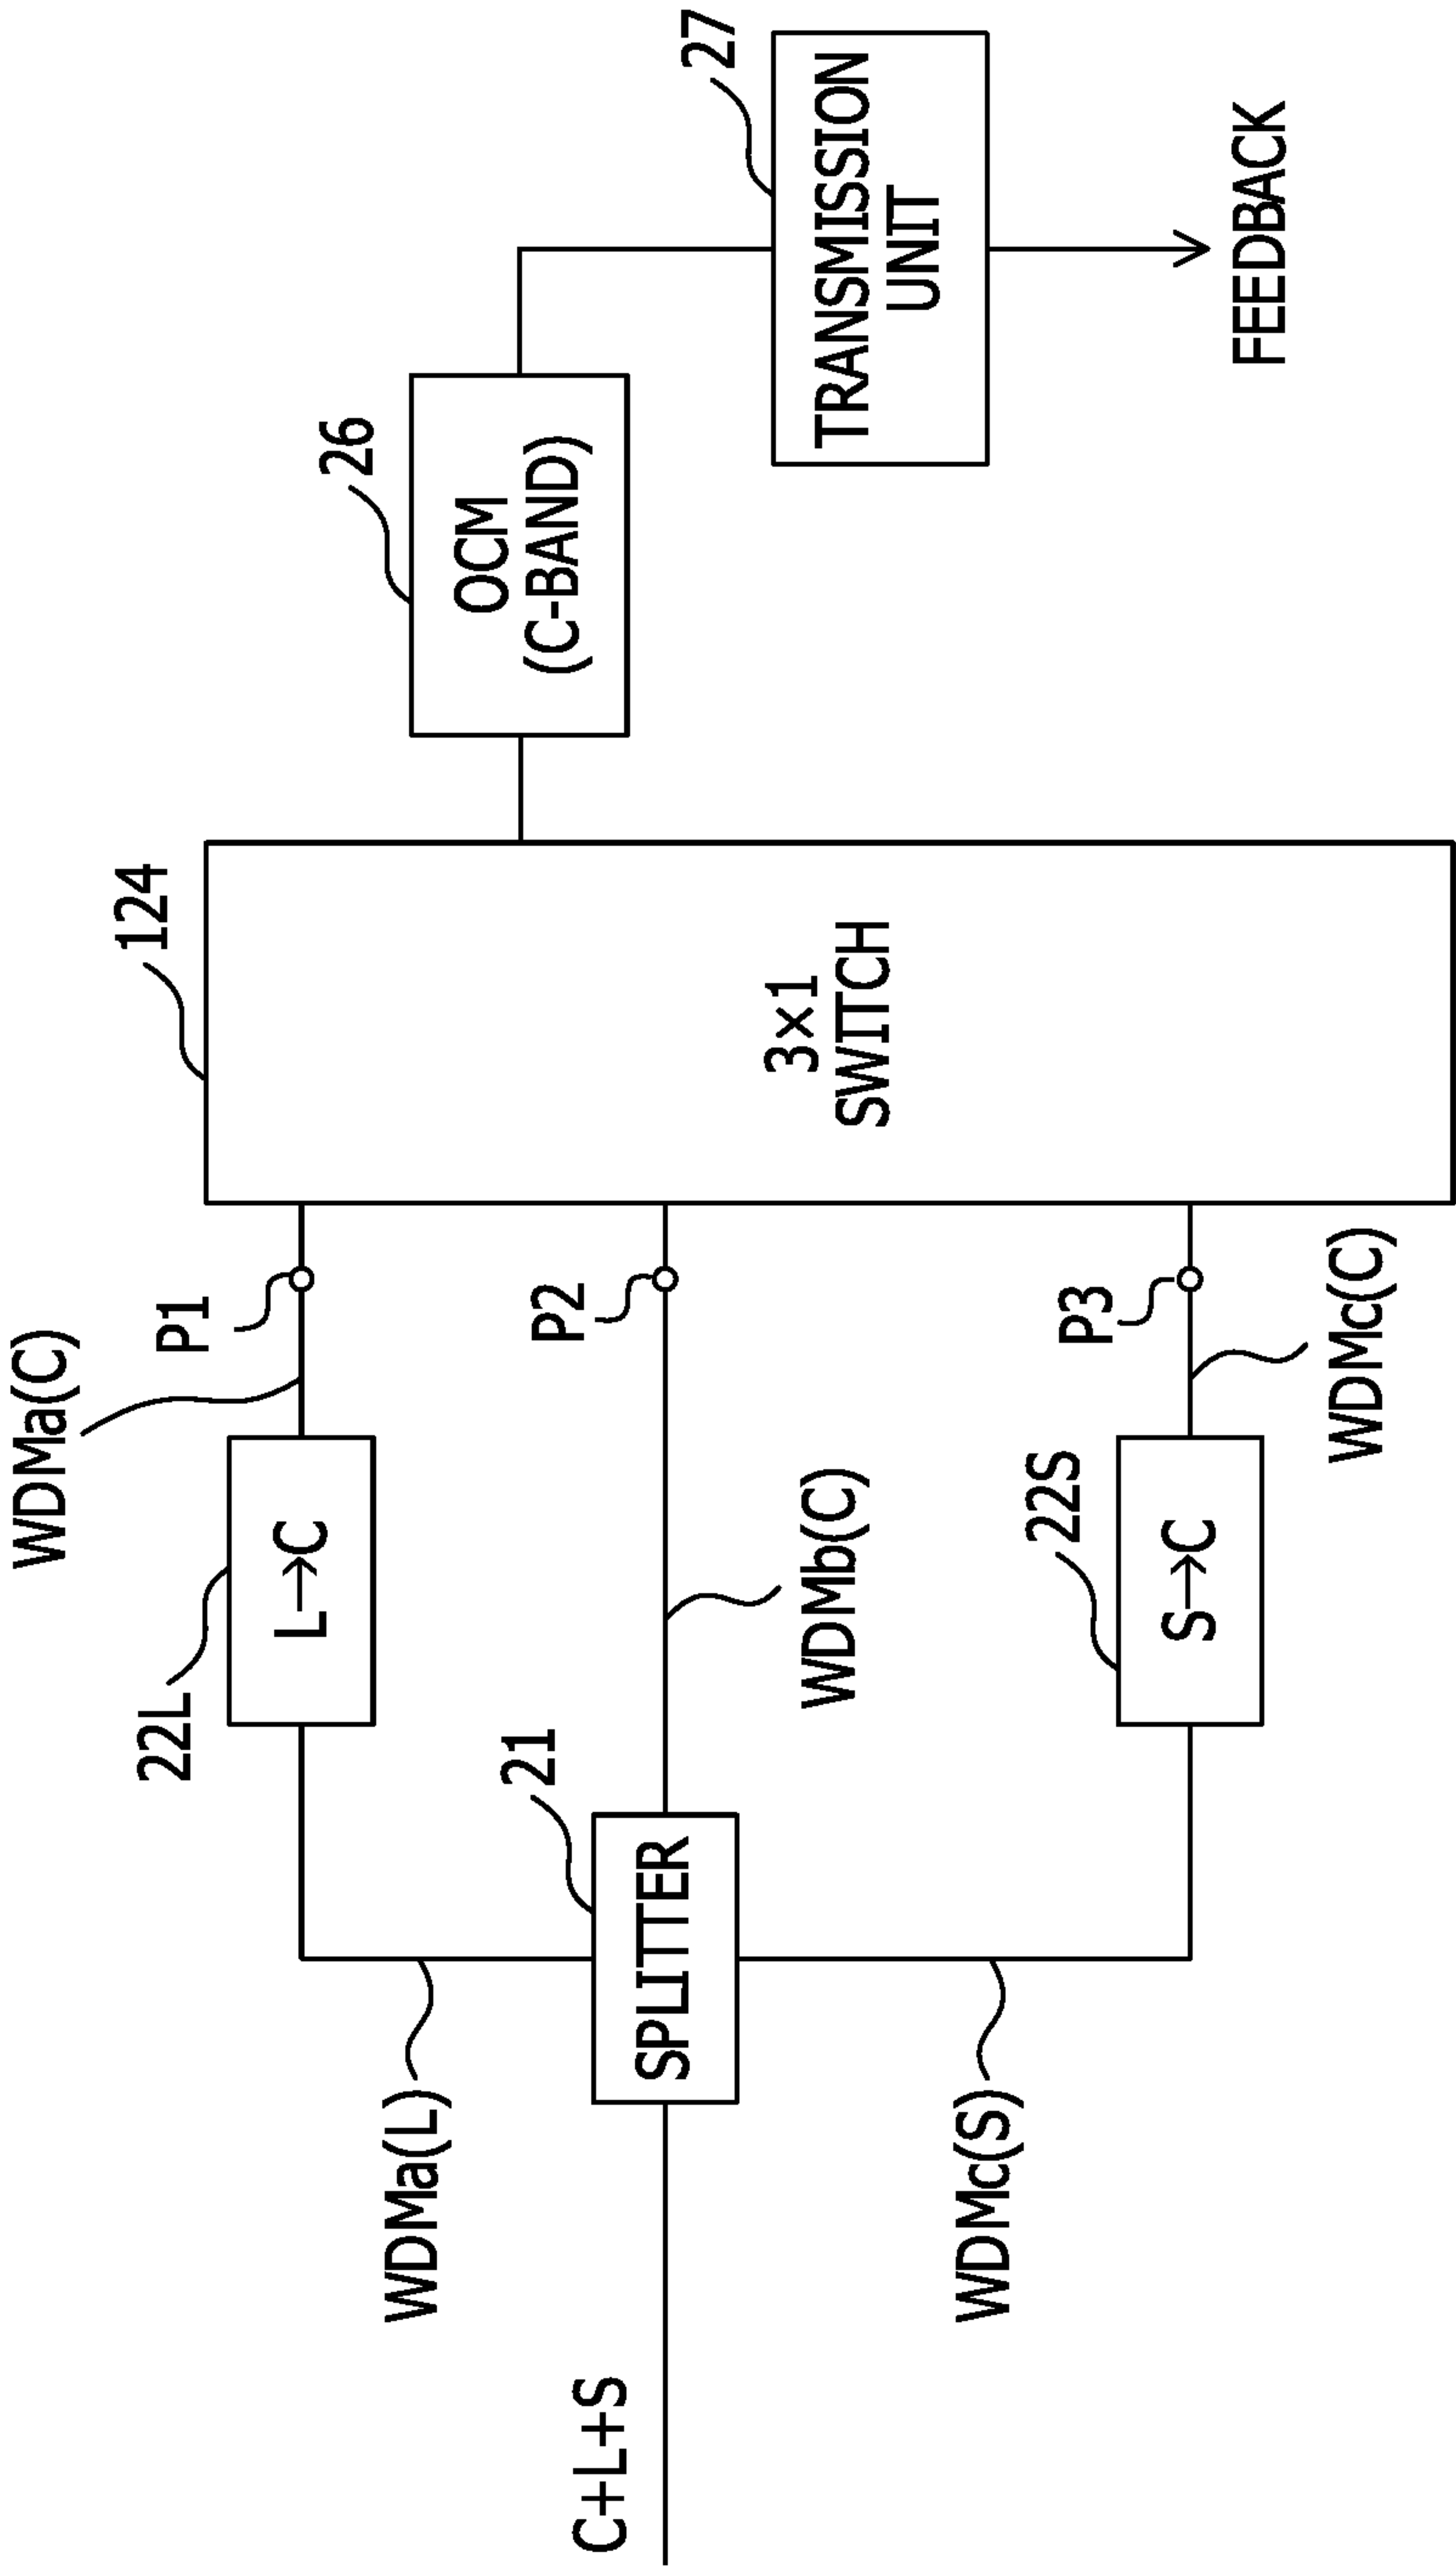 C+L+S
WDMa(L)
WDMc(S)
SPLITTER
21
22L
L→C
WDMa(C)
P1
WDMb(C)
P2
22S
S→C
WDMc(C)
P3
124
3×1
SWITCH
26
OCM
(C-BAND)
27
TRANSMISSION
UNIT
FEEDBACK